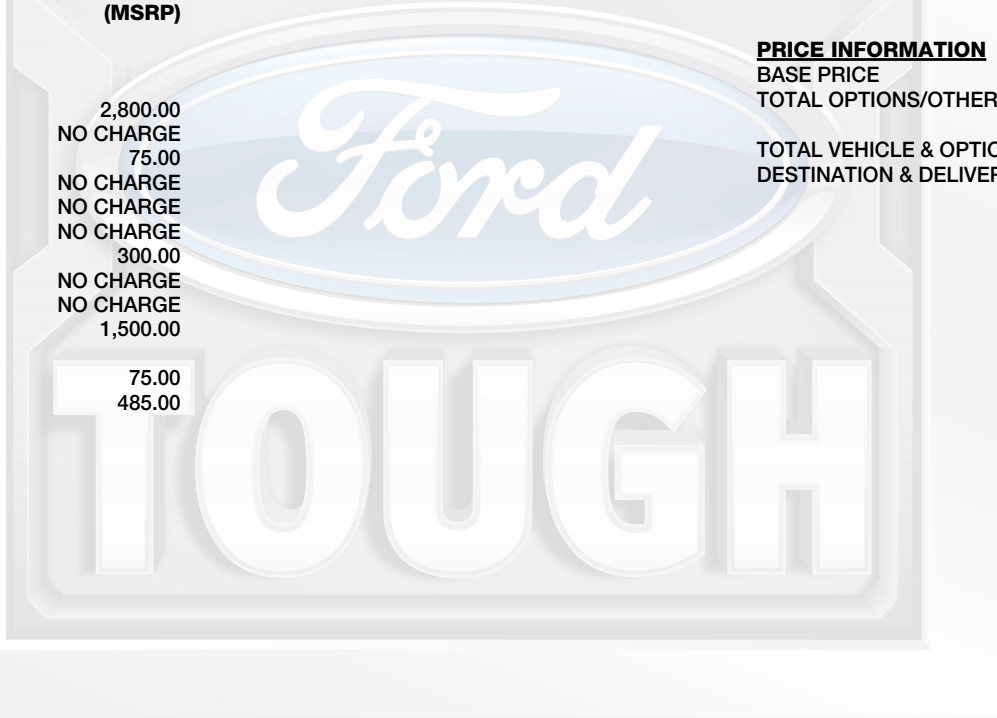 (MSRP)
2,800.00
NO CHARGE
75.00
NO CHARGE
NO CHARGE
NO CHARGE
300.00
NO CHARGE
NO CHARGE
1,500.00
75.00
485.00
PRICE INFORMATION
BASE PRICE
TOTAL OPTIONS/OTHER
TOTAL VEHICLE & OPTIO
DESTINATION & DELIVER
Ford
TOUGH